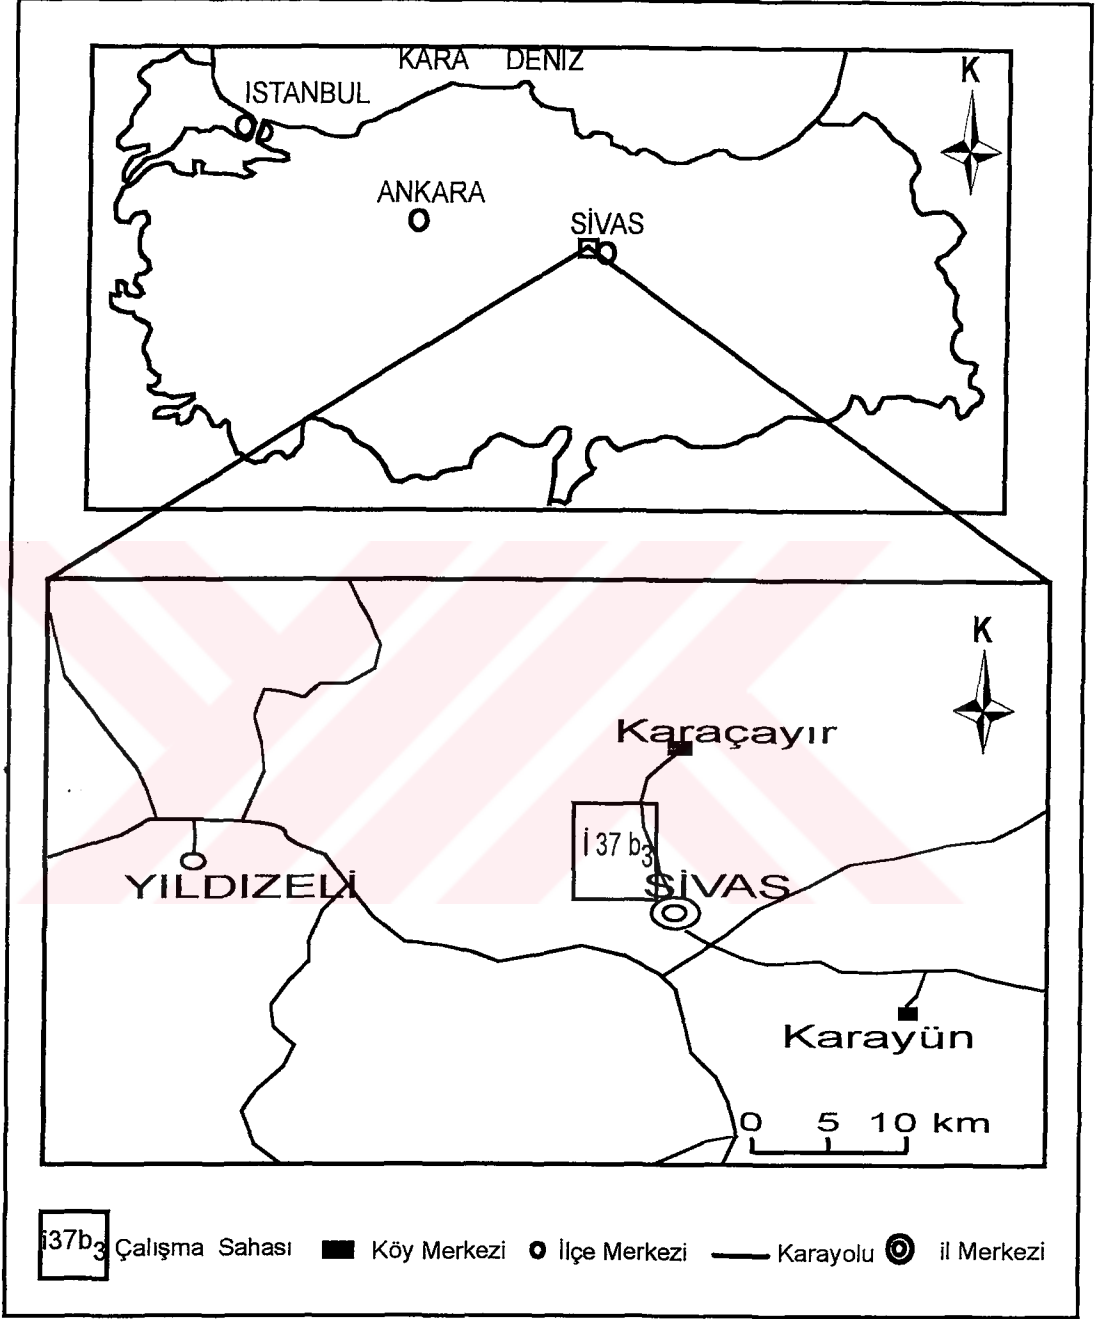 KARA DENİZ
K
ISTANBUL
ANKARA
SİVAS
K
Karaçayır
İ 37 b3
YILDIZELİ
SİVAS
Karayün
0 5 10 km
i37b3 Çalışma Sahası Köy Merkezi İlçe Merkezi Karayolu il Merkezi